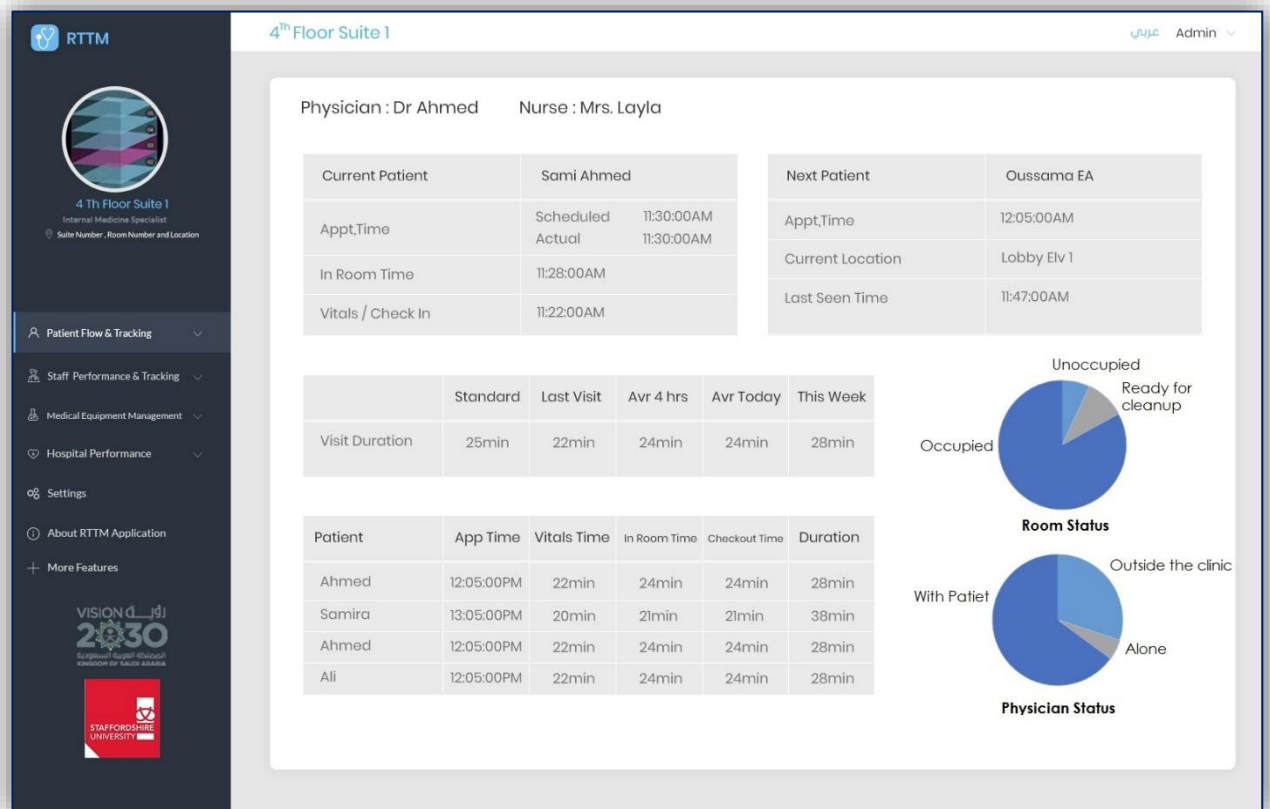 RTTM
4Th Floor Suite 1
عربي Admin
05
04
03
02
4 Th Floor Suite 1
Internal Medicine Specialist
Suite Number , Room Number and Location
Patient Flow & Tracking
Staff Performance & Tracking
Medical Equipment Management
Hospital Performance
Settings
About RTTM Application
More Features
VISION رؤيـــة
2030
المملكة العربية السعودية
KINGDOM OF SAUDI ARABIA
STAFFORDSHIRE
UNIVERSITY
Physician : Dr Ahmed Nurse : Mrs. Layla
Current Patient Sami Ahmed
Appt,Time Scheduled 11:30:00AM
Actual 11:30:00AM
In Room Time 11:28:00AM
Vitals / Check In 11:22:00AM
Next Patient Oussama EA
Appt,Time 12:05:00AM
Current Location Lobby Elv 1
Last Seen Time 11:47:00AM
Standard Last Visit Avr 4 hrs Avr Today This Week
Visit Duration 25min 22min 24min 24min 28min
Unoccupied
Ready for
cleanup
Occupied
Room Status
Patient App Time Vitals Time In Room Time Checkout Time Duration
Ahmed 12:05:00PM 22min 24min 24min 28min
Samira 13:05:00PM 20min 21min 21min 38min
Ahmed 12:05:00PM 22min 24min 24min 28min
Ali 12:05:00PM 22min 24min 24min 28min
Outside the clinic
With Patiet
Alone
Physician Status